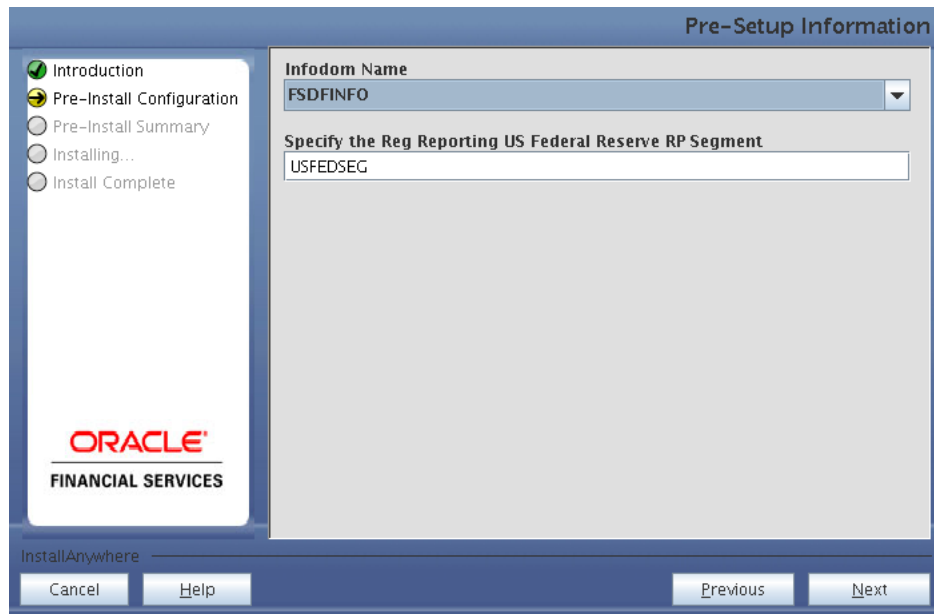 Pre-Setup Information
Introduction
Pre-Install Configuration
Pre-Install Summary
Installing...
Install Complete
ORACLE
FINANCIAL SERVICES
Infodom Name
FSDFINFO
Specify the Reg Reporting US Federal Reserve RP Segment
USFEDSEG
InstallAnywhere
Cancel Help Previous Next